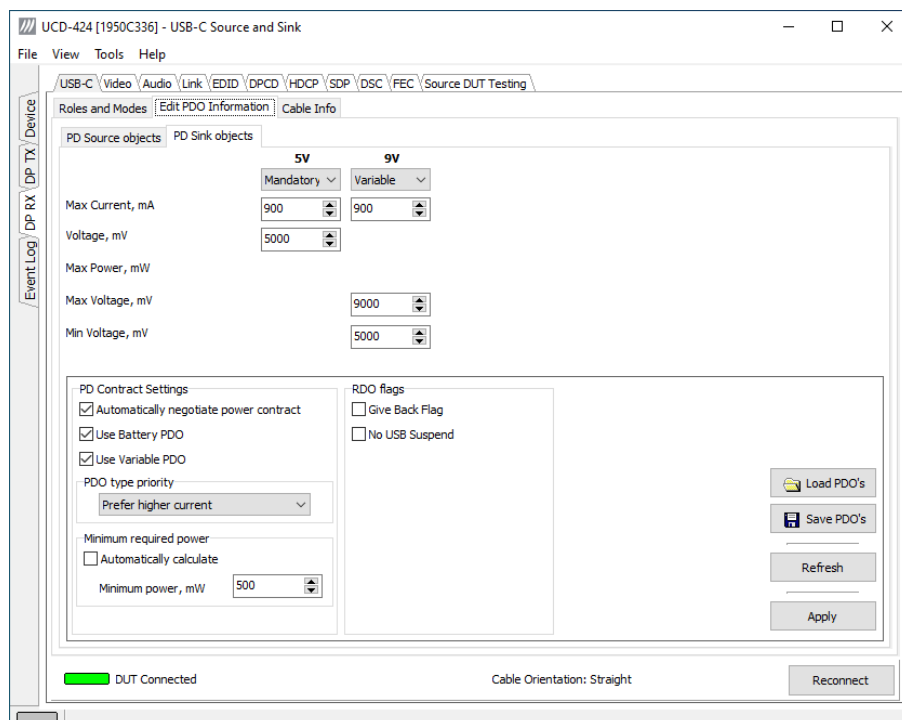 UCD-424 [1950C336] - USB-C Source and Sink
File View Tools Help
USB-C Video Audio Link EDID DPCD HDCP SDP DSC FEC Source DUT Testing
Roles and Modes Edit PDO Information Cable Info
PD Source objects PD Sink objects
Device
DP TX
DP RX
Event Log
5V 9V
Mandatory Variable
Max Current, mA 900 900
Voltage, mV 5000
Max Power, mW
Max Voltage, mV 9000
Min Voltage, mV 5000
PD Contract Settings
Automatically negotiate power contract
Use Battery PDO
Use Variable PDO
PDO type priority
Prefer higher current
Minimum required power
Automatically calculate
Minimum power, mW 500
RDO flags
Give Back Flag
No USB Suspend
Load PDO's
Save PDO's
Refresh
Apply
DUT Connected Cable Orientation: Straight Reconnect